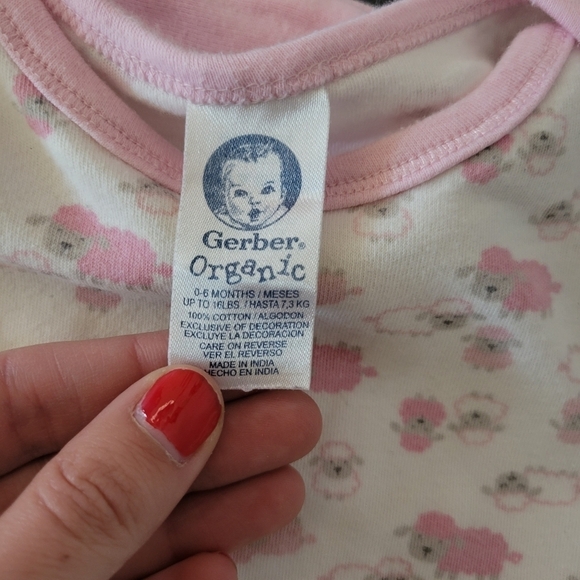 Gerber®
Organic
0-6 MONTHS / MESES
UP TO 16LBS. / HASTA 7,3 KG
100% COTTON / ALGODON
EXCLUSIVE OF DECORATION
EXCLUYE LA DECORACION
CARE ON REVERSE
VER EL REVERSO
MADE IN INDIA
HECHO EN INDIA